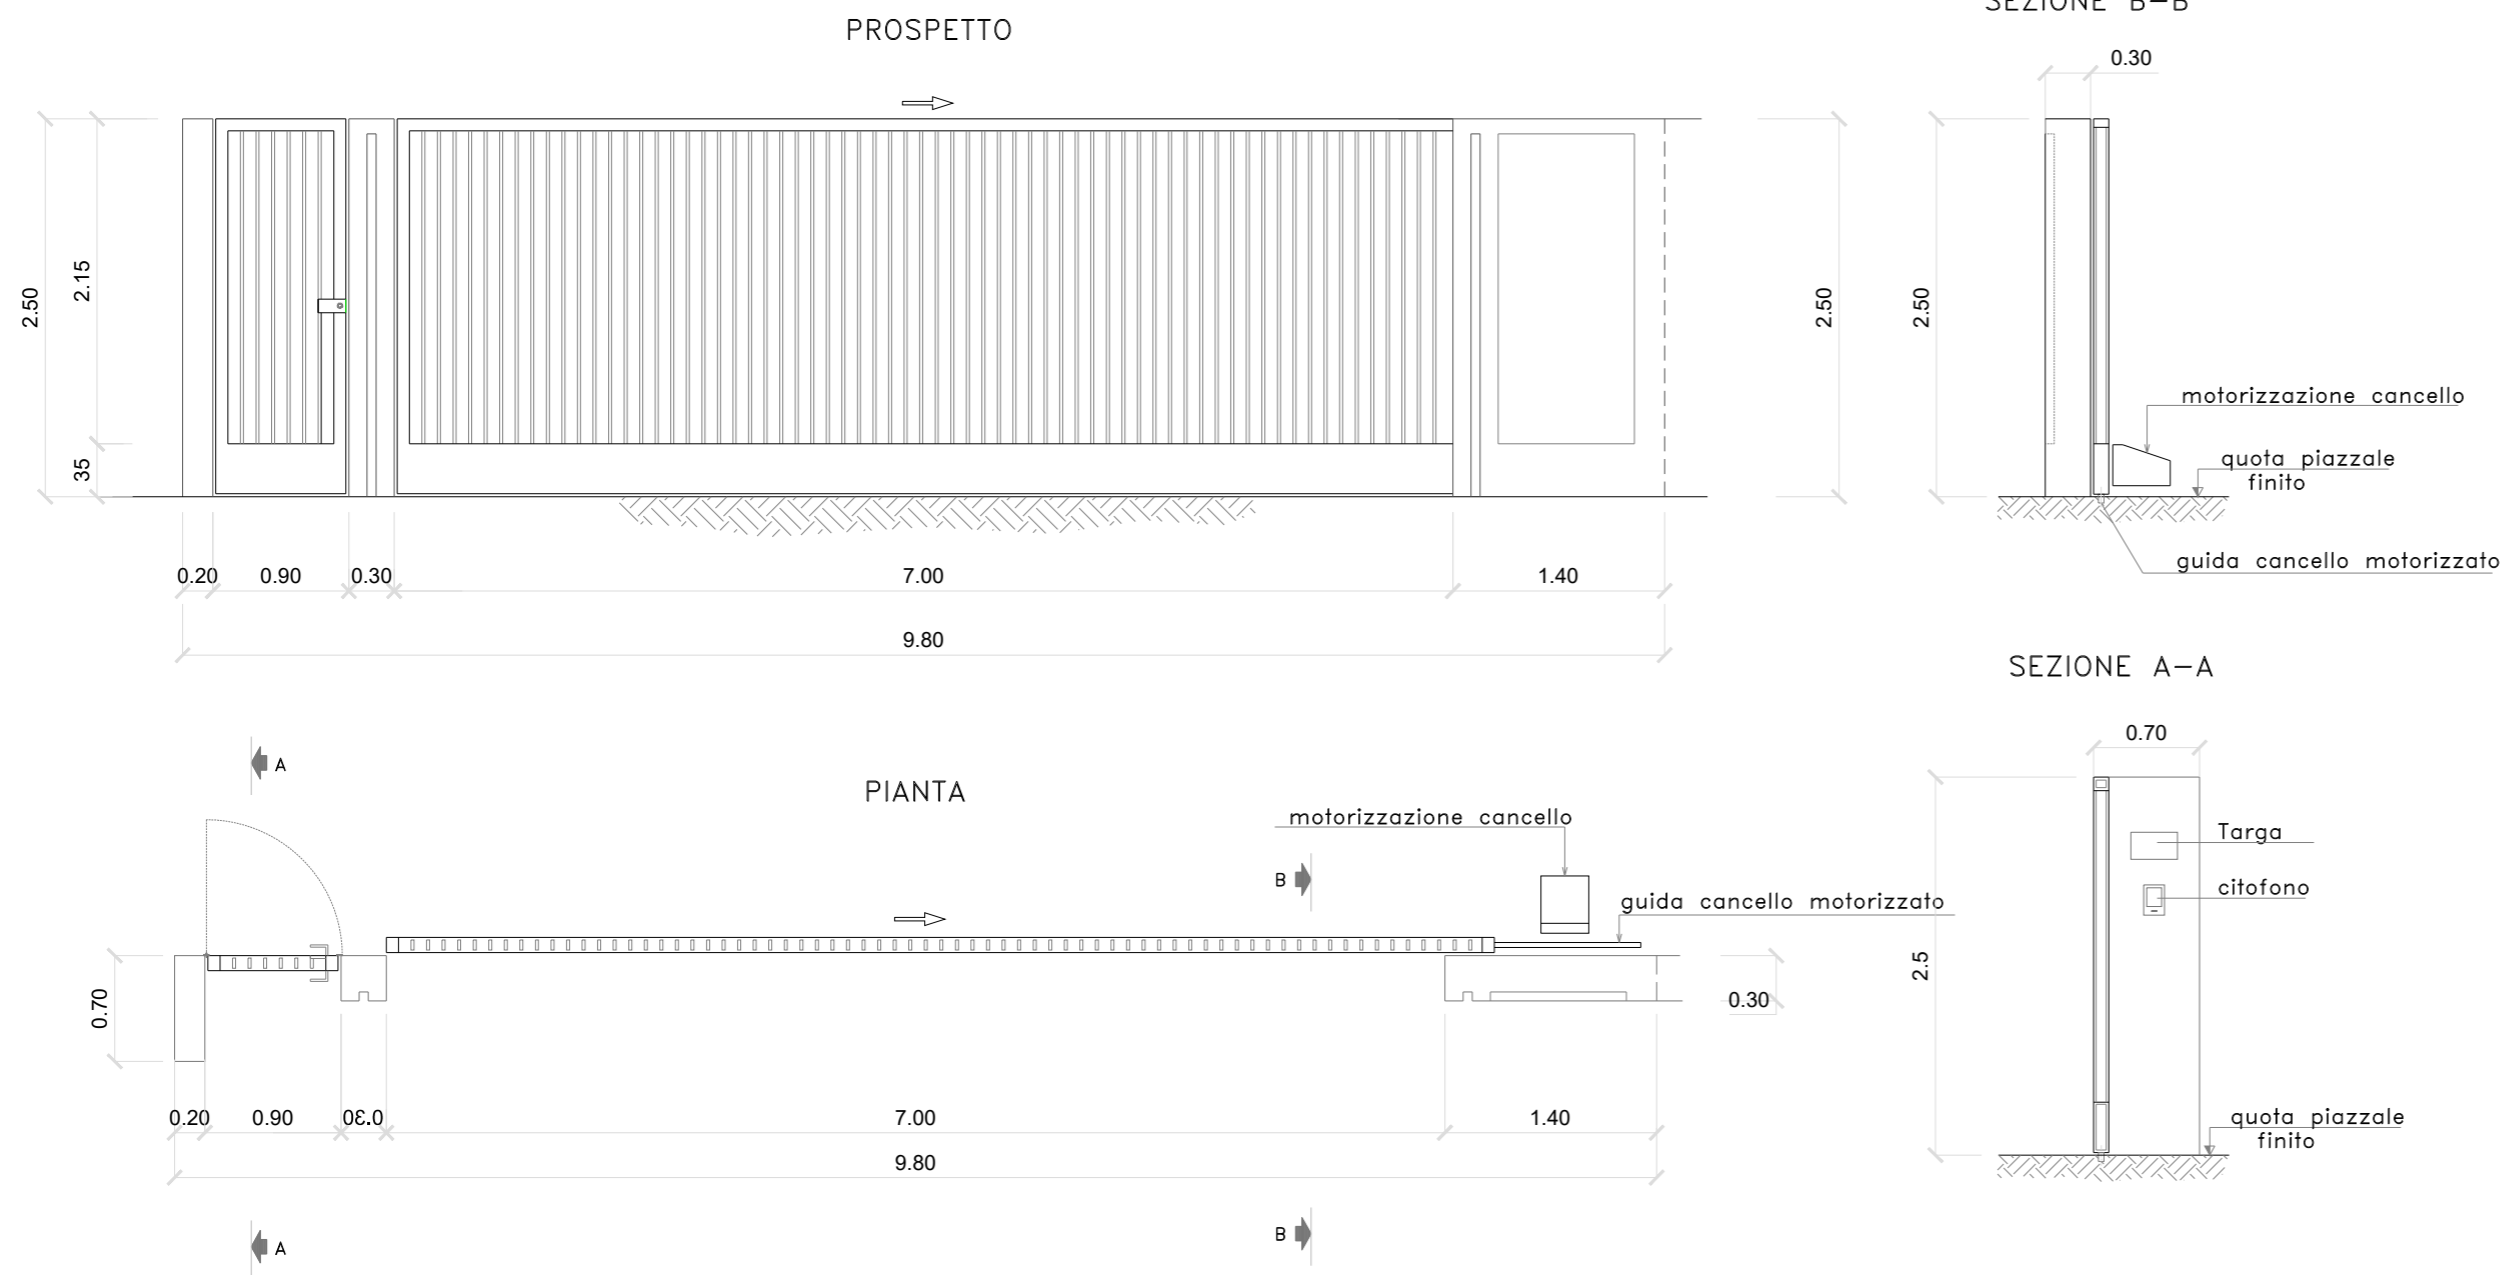 PROSPETTO
2.50
2.15
35
2.50
0.20 0.90 0.30 7.00 1.40
9.80
SEZIONE B-B
0.30
2.50
motorizzazione cancello
quota piazzale
finito
guida cancello motorizzato
PIANTA
A
motorizzazione cancello
B
guida cancello motorizzato
0.70
0.30
0.20 0.90 0.30 7.00 1.40
9.80
A
B
SEZIONE A-A
0.70
2.5
Targa
citofono
quota piazzale
finito